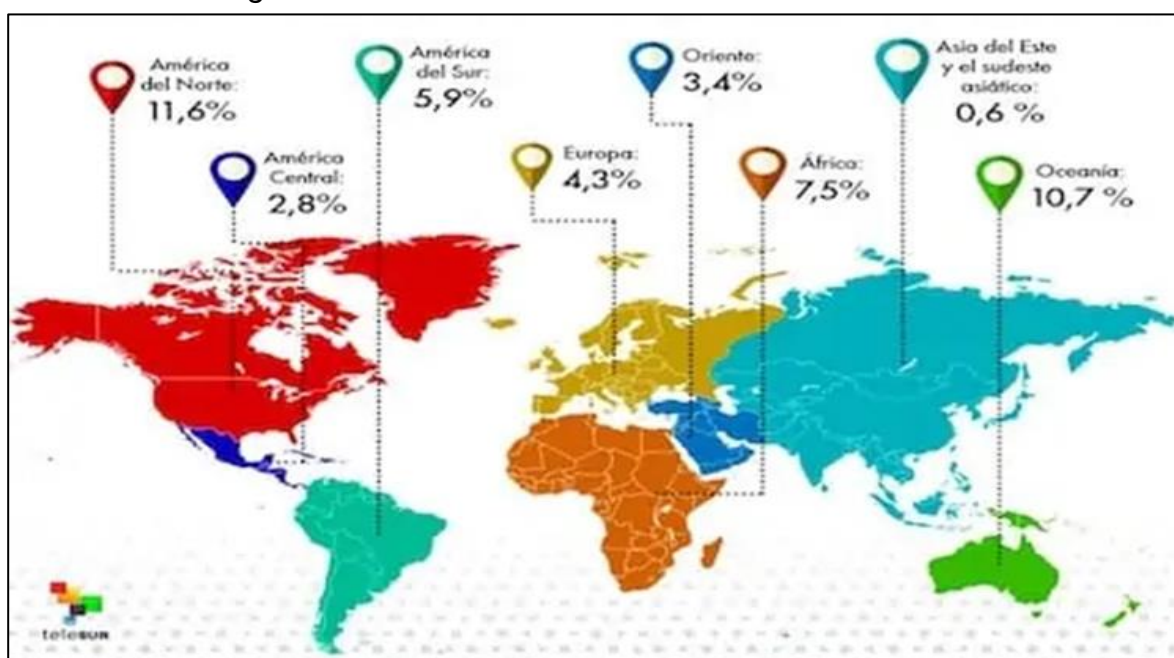 América
del Norte:
11,6%
América
del Sur:
5,9%
Oriente:
3,4%
Asia del Este
y el sudeste
asiático:
0,6 %
América
Central:
2,8%
Europa:
4,3%
África:
7,5%
Oceanía:
10,7 %
teleSUR